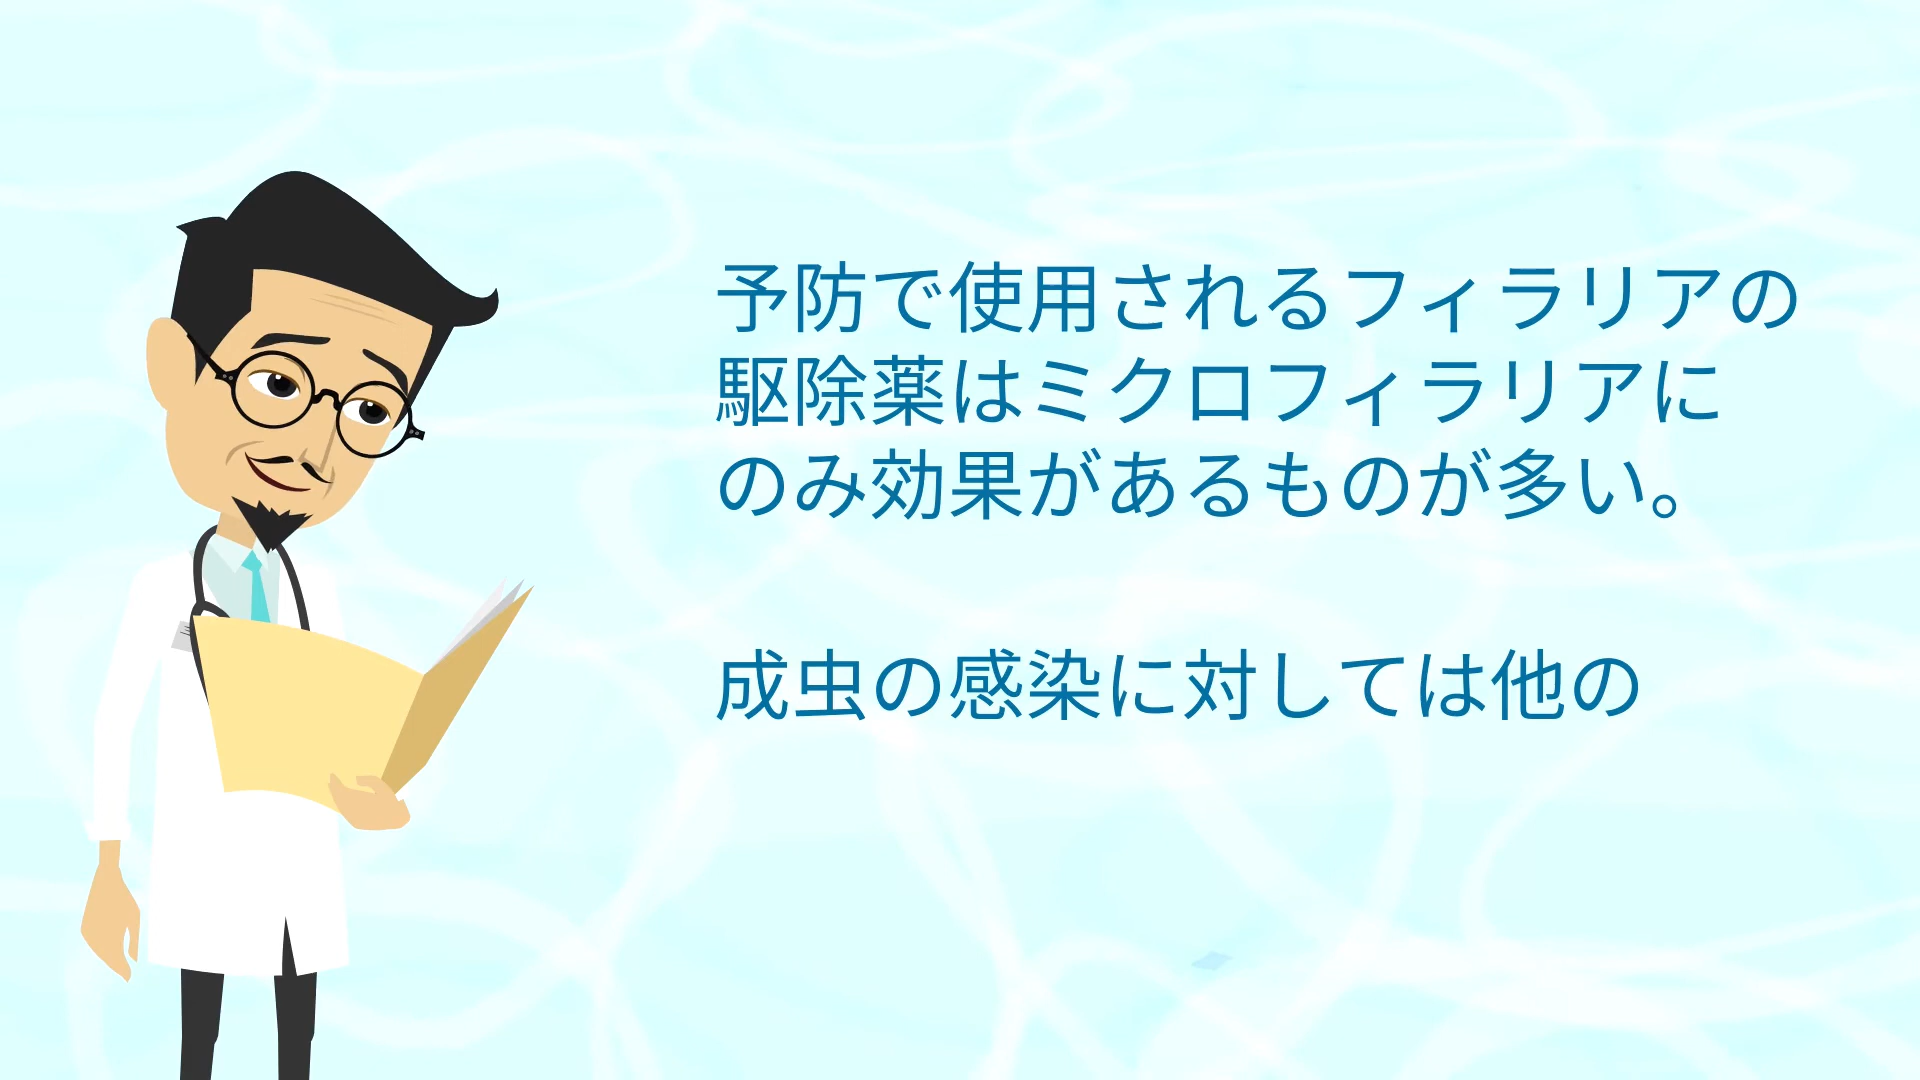 予防で使用されるフィラリアの
駆除薬はミクロフィラリアに
のみ効果があるものが多い。
成虫の感染に対しては他の